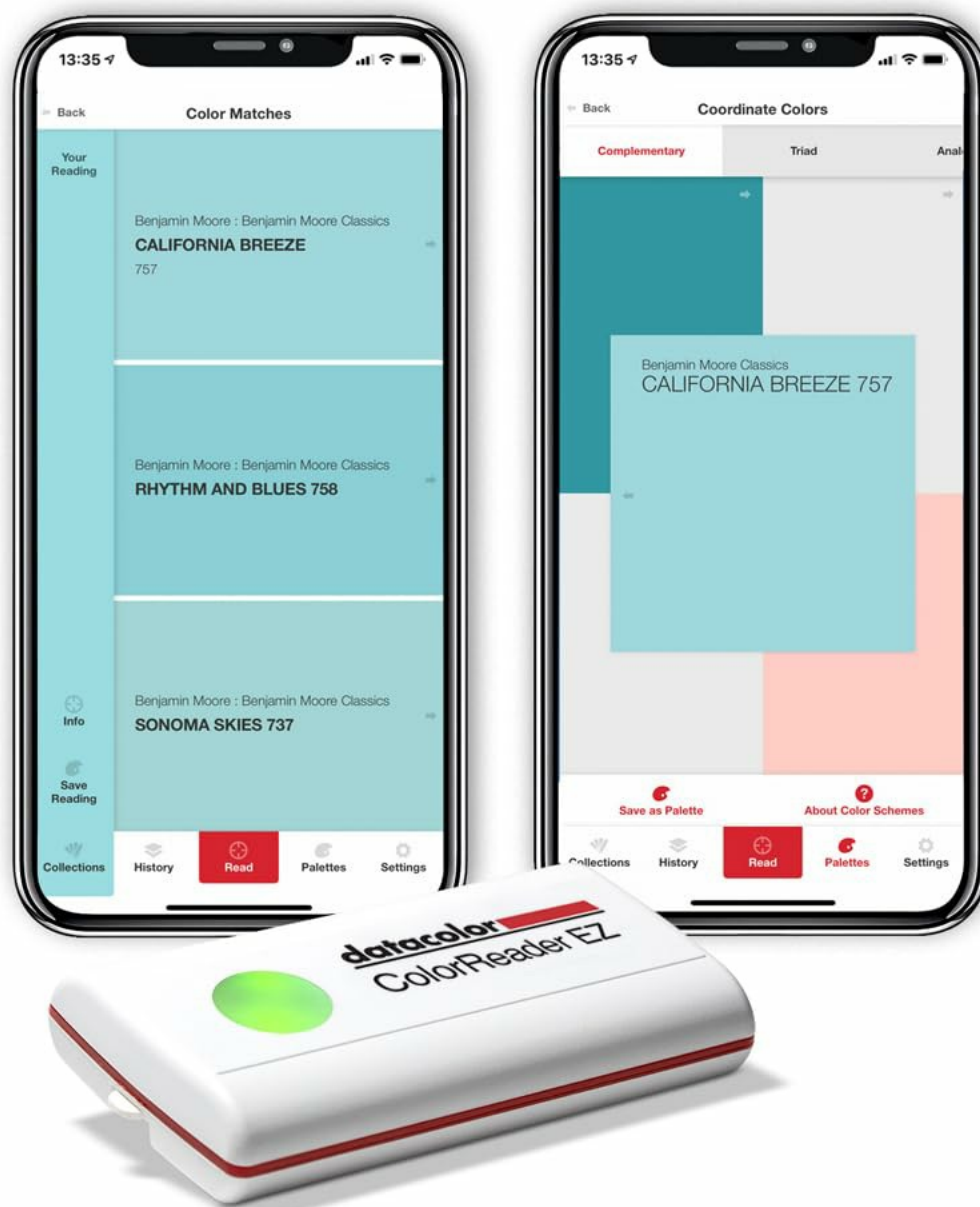 13:35
Back
Color Matches
Your
Reading
Benjamin Moore : Benjamin Moore Classics
CALIFORNIA BREEZE
757
Benjamin Moore : Benjamin Moore Classics
RHYTHM AND BLUES 758
Benjamin Moore : Benjamin Moore Classics
SONOMA SKIES 737
Info
Save
Reading
Collections
History
Read
Palettes
Settings
13:35
Back
Coordinate Colors
Complementary
Triad
Anal
Benjamin Moore Classics
CALIFORNIA BREEZE 757
Save as Palette
?
About Color Schemes
Collections
History
Read
Palettes
Settings
datacolor
ColorReader EZ